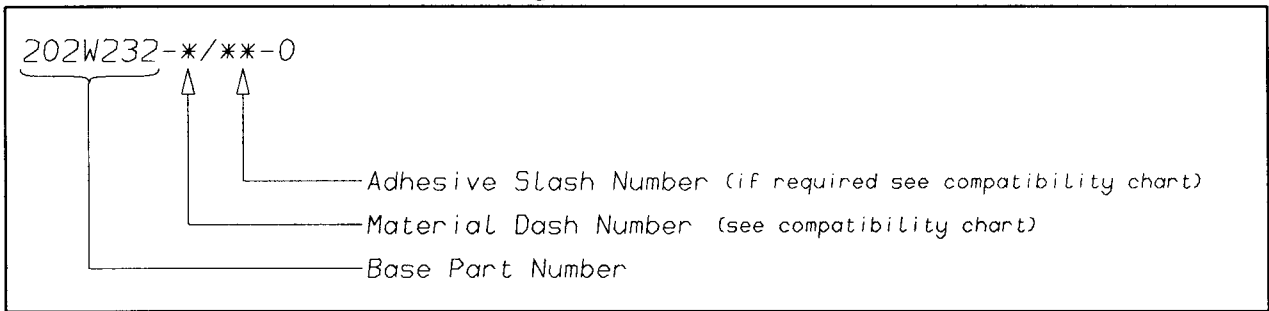 202W232-*/**-0
Adhesive Slash Number (if required see compatibility chart)
Material Dash Number (see compatibility chart)
Base Part Number